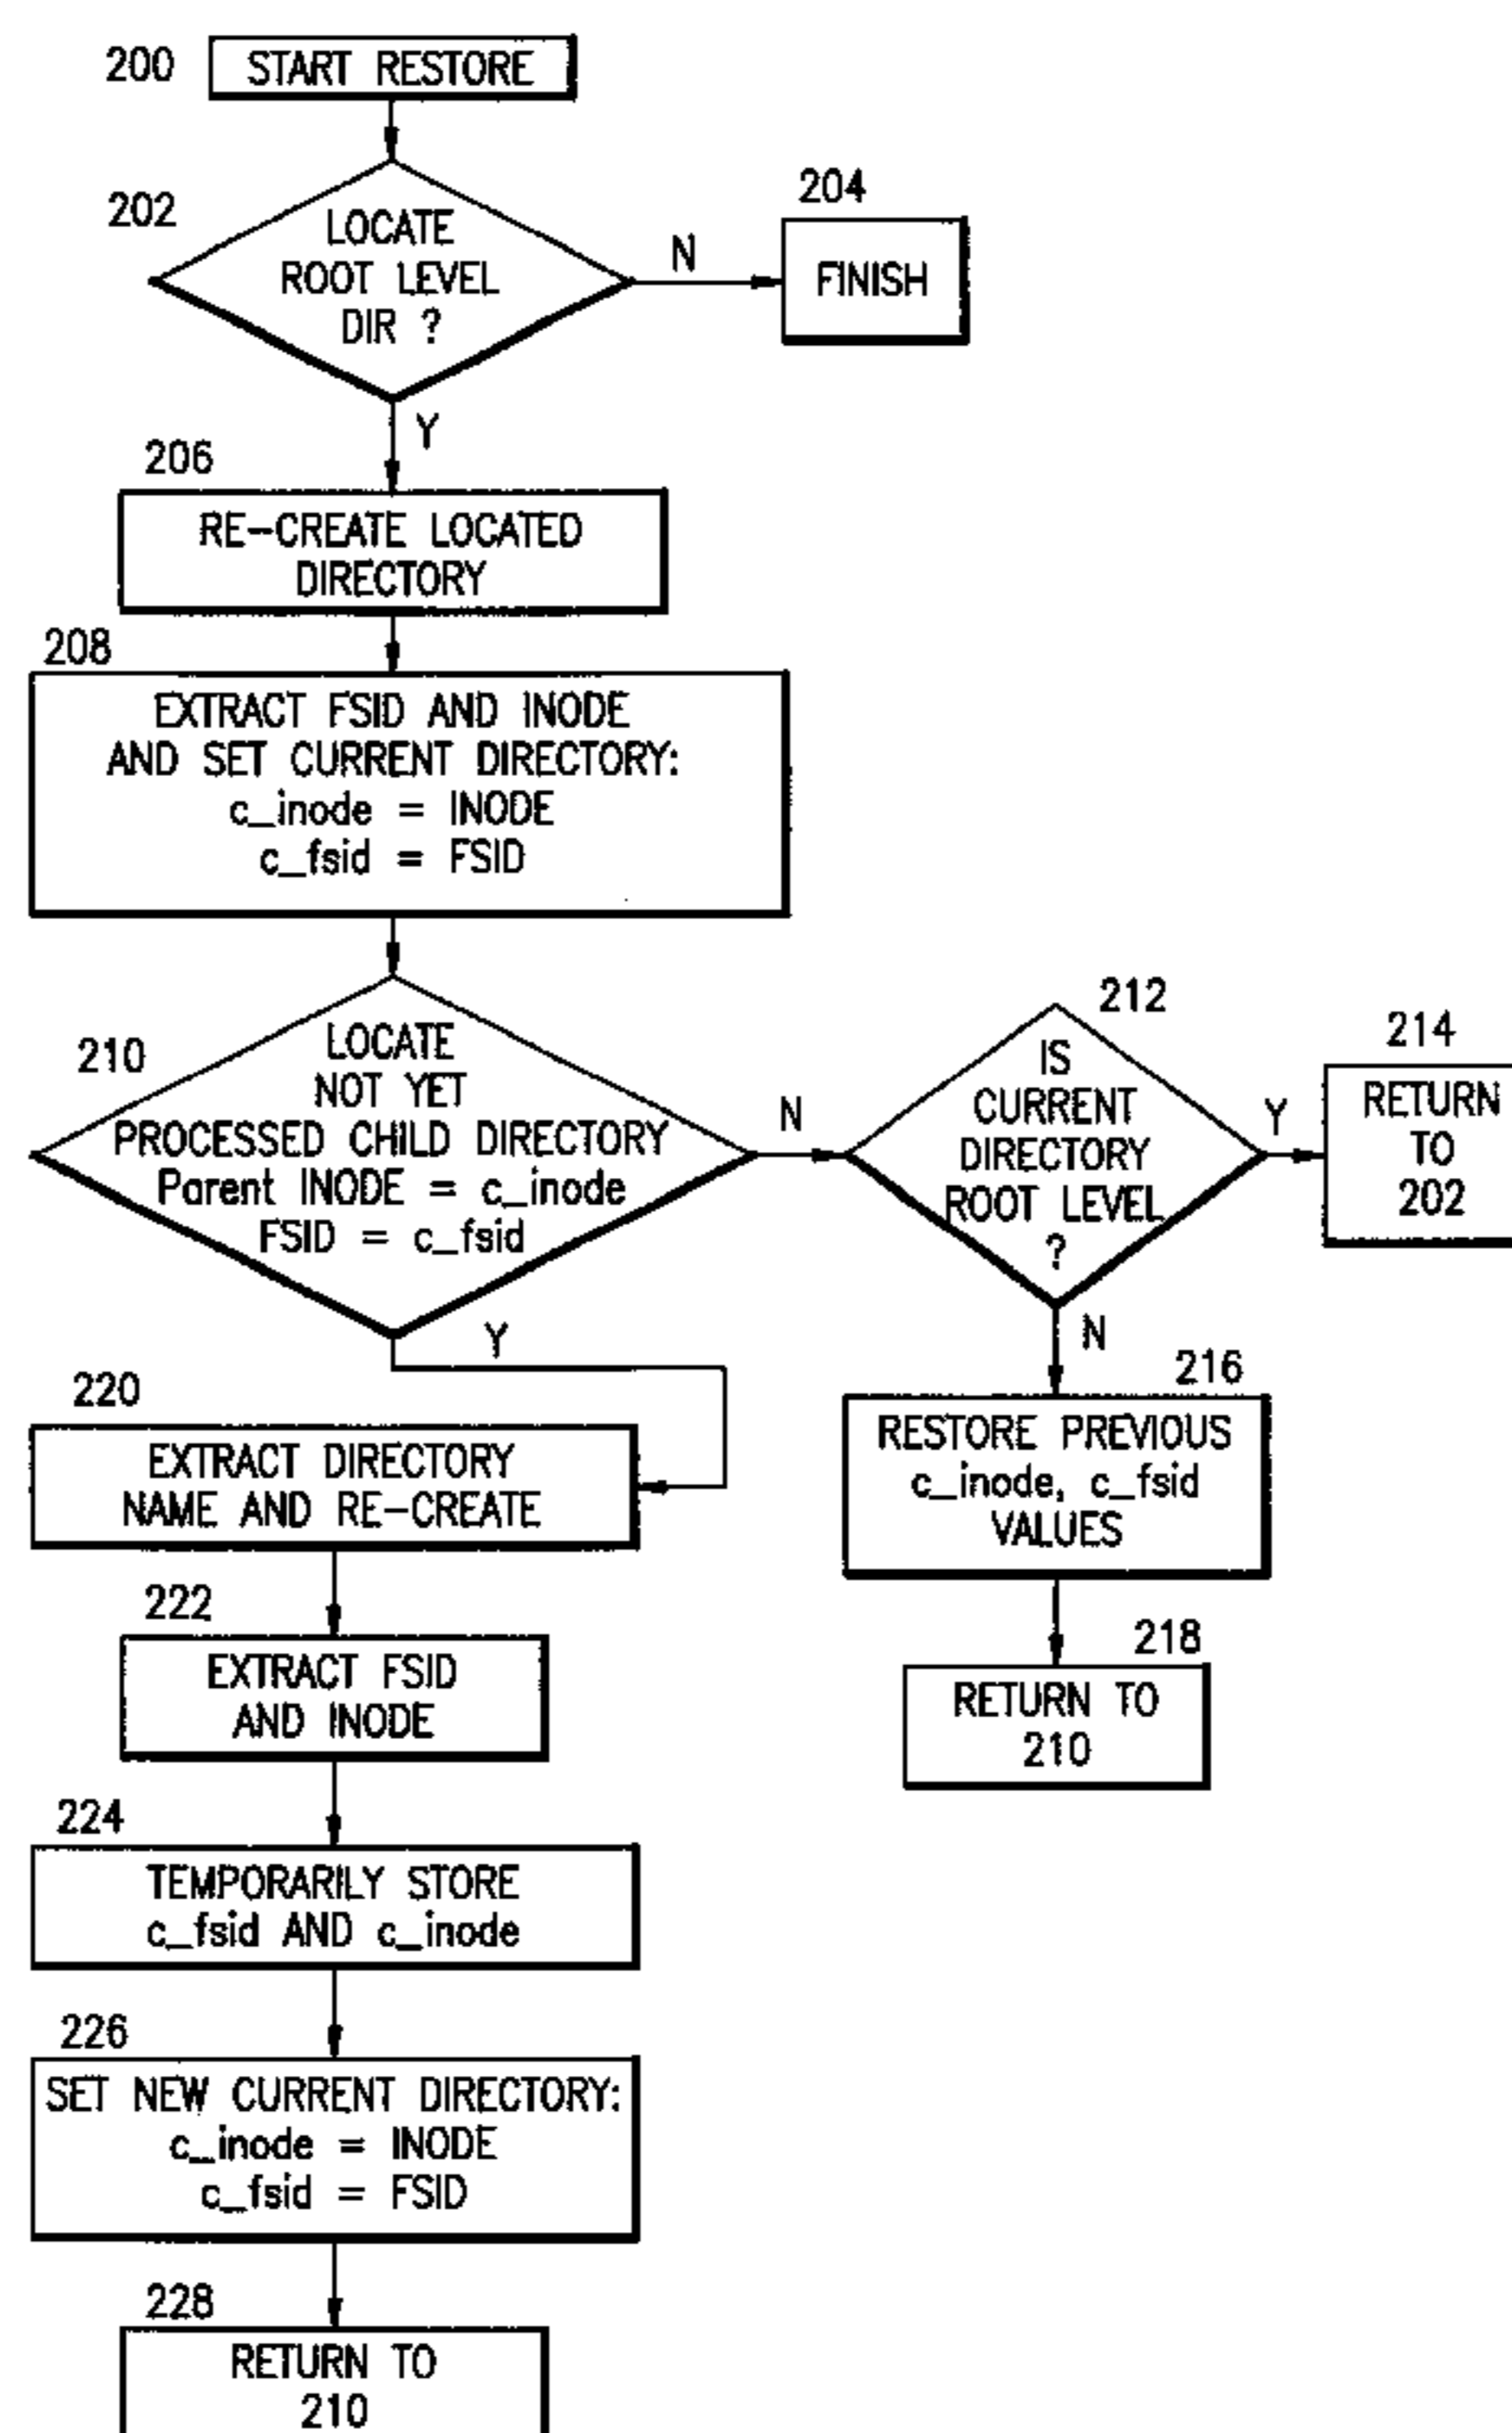 200
START RESTORE
202
LOCATE
ROOT LEVEL
DIR ?
N
204
FINISH
Y
206
RE-CREATE LOCATED
DIRECTORY
208
EXTRACT FSID AND INODE
AND SET CURRENT DIRECTORY:
c_inode = INODE
c_fsid = FSID
210
LOCATE
NOT YET
PROCESSED CHILD DIRECTORY
Parent INODE = c_inode
FSID = c_fsid
N
212
IS
CURRENT
DIRECTORY
ROOT LEVEL
?
Y
214
RETURN
TO
202
N
216
RESTORE PREVIOUS
c_inode, c_fsid
VALUES
218
RETURN TO
210
Y
220
EXTRACT DIRECTORY
NAME AND RE-CREATE
222
EXTRACT FSID
AND INODE
224
TEMPORARILY STORE
c_fsid AND c_inode
226
SET NEW CURRENT DIRECTORY:
c_inode = INODE
c_fsid = FSID
228
RETURN TO
210